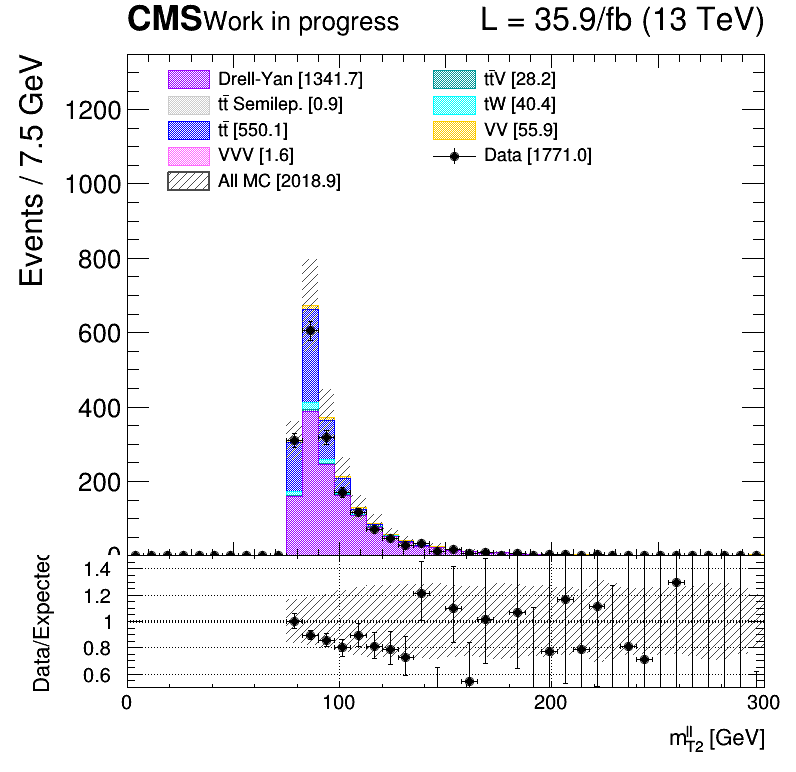 CMS Work in progress L = 35.9/fb (13 TeV)
Events / 7.5 GeV
Drell-Yan [1341.7]
tt̄ Semilep. [0.9]
tt̄ [550.1]
VVV [1.6]
All MC [2018.9]
tt̄V [28.2]
tW [40.4]
VV [55.9]
Data [1771.0]
1200
1000
800
600
400
200
0
Data/Expected
1.4
1.2
1
0.8
0.6
0 100 200 300
m_{T2}^{ll} [GeV]